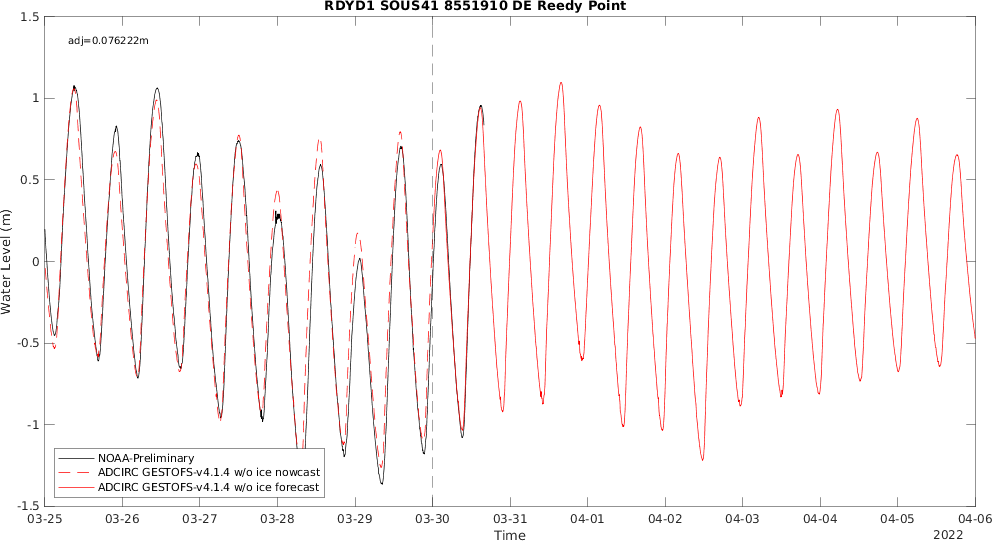 RDYD1 SOUS41 8551910 DE Reedy Point
adj=0.076222m
Water Level (m)
1.5
1
0.5
0
-0.5
-1
-1.5
NOAA-Preliminary
ADCIRC GESTOFS-v4.1.4 w/o ice nowcast
ADCIRC GESTOFS-v4.1.4 w/o ice forecast
03-25 03-26 03-27 03-28 03-29 03-30 03-31 04-01 04-02 04-03 04-04 04-05 04-06
Time
2022